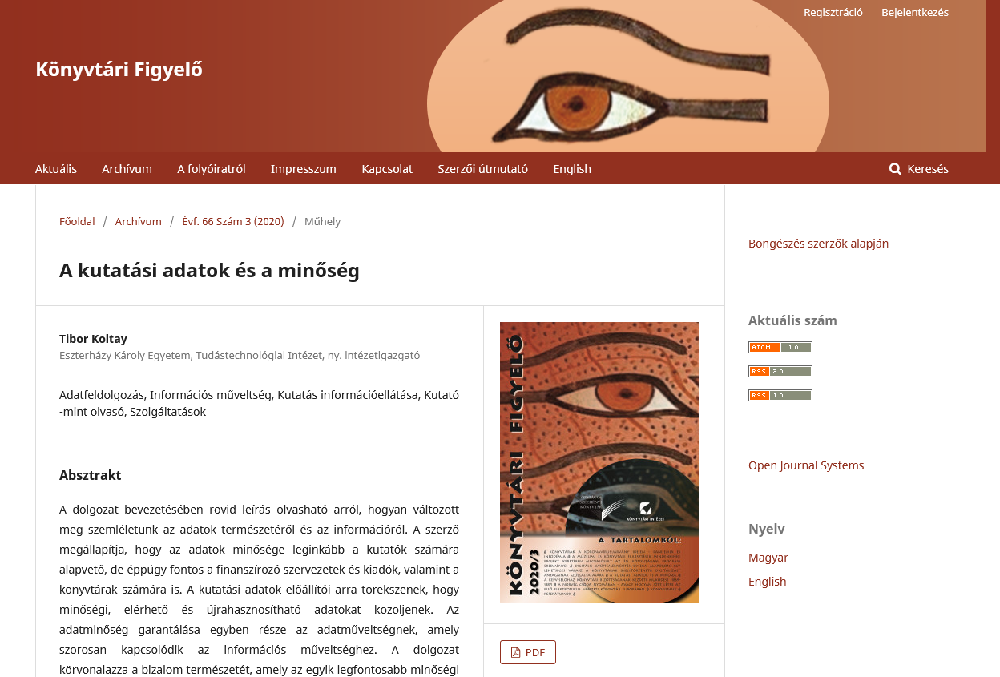 Regisztráció Bejelentkezés
Könyvtári Figyelő
Aktuális Archívum A folyóiratról Impresszum Kapcsolat Szerzői útmutató English Keresés
Főoldal / Archívum / Évf. 66 Szám 3 (2020) / Műhely
A kutatási adatok és a minőség
Tibor Koltay
Eszterházy Károly Egyetem, Tudástechnológiai Intézet, ny. intézetigazgató
Adatfeldolgozás, Információs műveltség, Kutatás információellátása, Kutató
-mint olvasó, Szolgáltatások
Absztrakt
A dolgozat bevezetésében rövid leírás olvasható arról, hogyan változott
meg szemléletünk az adatok természetéről és az információról. A szerző
megállapítja, hogy az adatok minősége leginkább a kutatók számára
alapvető, de éppúgy fontos a finanszírozó szervezetek és kiadók, valamint a
könyvtárak számára is. A kutatási adatok előállítói arra törekszenek, hogy
minőségi, elérhető és újrahasznosítható adatokat közöljenek. Az
adatminőség garantálása egyben része az adatműveltségnek, amely
szorosan kapcsolódik az információs műveltséghez. A dolgozat
körvonalazza a bizalom természetét, amely az egyik legfontosabb minőségi
KÖNYVTÁRI FIGYELŐ
2020/3
ORSZÁGOS
SZÉCHÉNYI
KÖNYVTÁR
KÖNYVTÁRI INTÉZET
A TARTALOMBÓL:
PDF
Böngészés szerzők alapján
Aktuális szám
ATOM 1.0
RSS 2.0
RSS 1.0
Open Journal Systems
Nyelv
Magyar
English